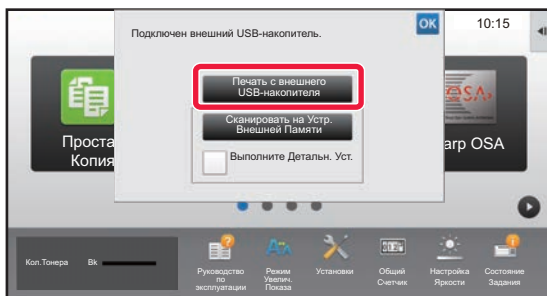 Подключен внешний USB-накопитель.
OK
10:15
Печать с внешнего
USB-накопителя
Сканировать на Устр.
Внешней Памяти
Выполните Детальн. Уст.
Проста
Копия
arp OSA
Кол.Тонера
Bk
Руководство
по
эксплуатации
Режим
Увелич.
Показа
Установки
Общий
Счетчик
Настройка
Яркости
Состояние
Задания